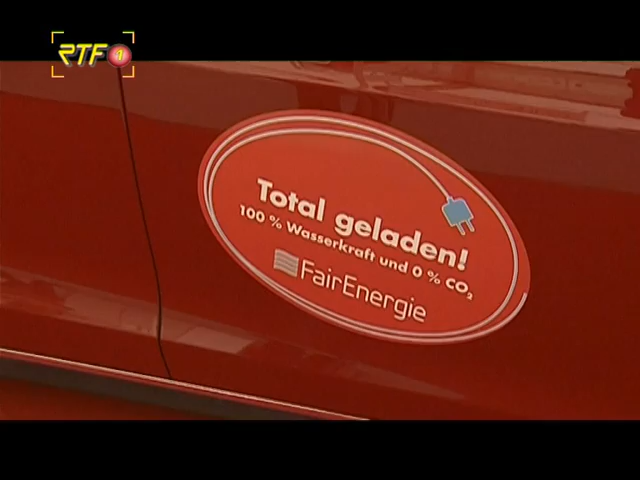 RTF 1
Total geladen!
100 % Wasserkraft und 0 % CO₂
FairEnergie